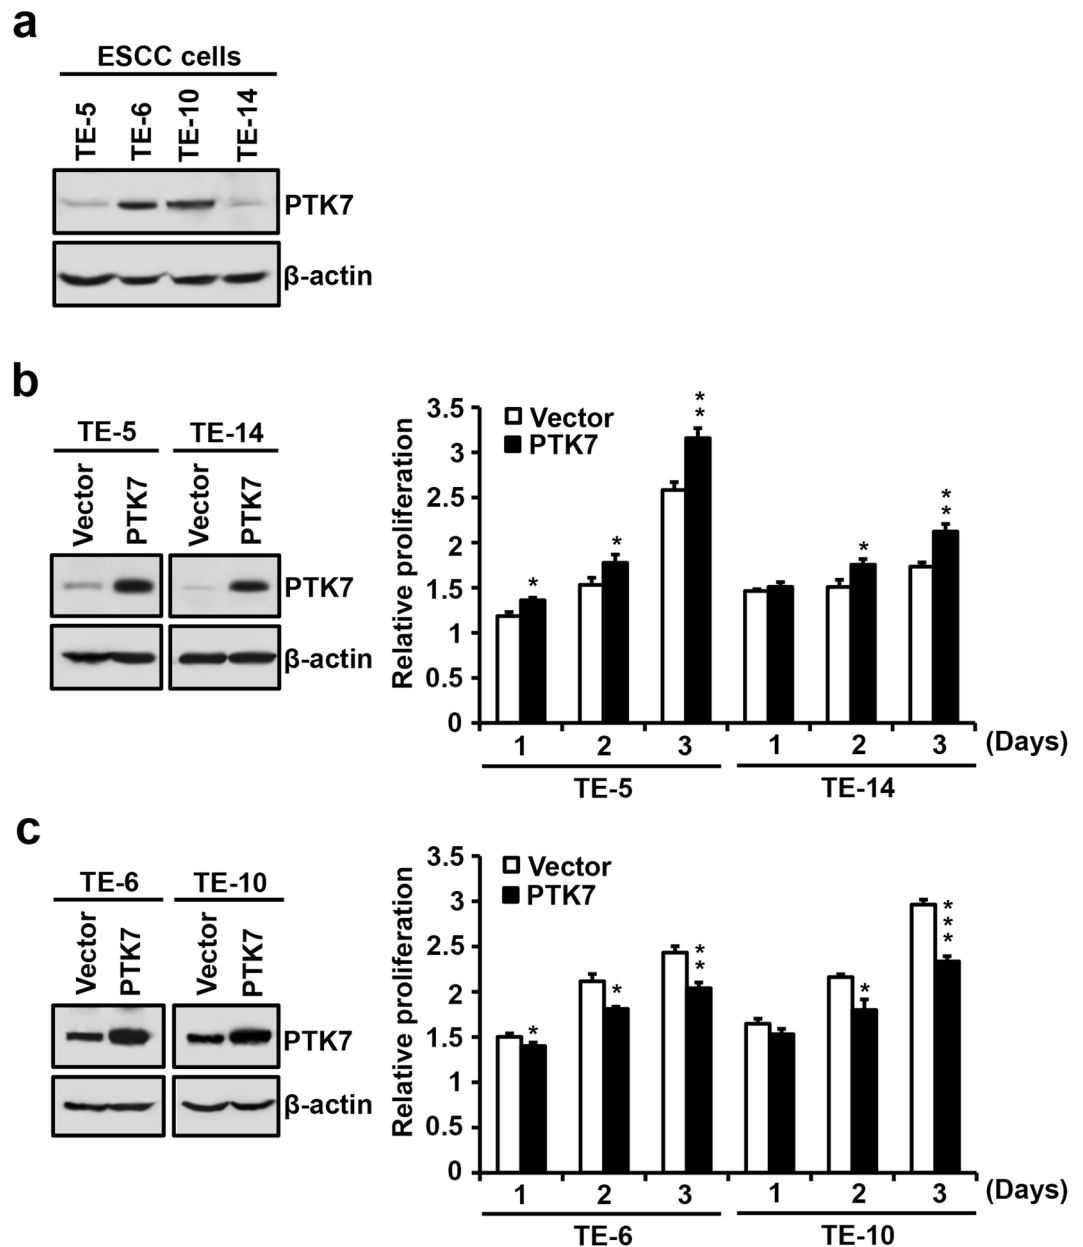 a
ESCC cells
TE-5 TE-6 TE-10 TE-14
PTK7
β-actin
b
TE-5 TE-14
Vector PTK7 Vector PTK7
PTK7
β-actin
Relative proliferation
3.5
3
2.5
2
1.5
1
0.5
0
Vector
PTK7
*
*
**
*
**
1 2 3 1 2 3 (Days)
TE-5 TE-14
c
TE-6 TE-10
Vector PTK7 Vector PTK7
PTK7
β-actin
Relative proliferation
3.5
3
2.5
2
1.5
1
0.5
0
Vector
PTK7
*
*
**
*
***
1 2 3 1 2 3 (Days)
TE-6 TE-10